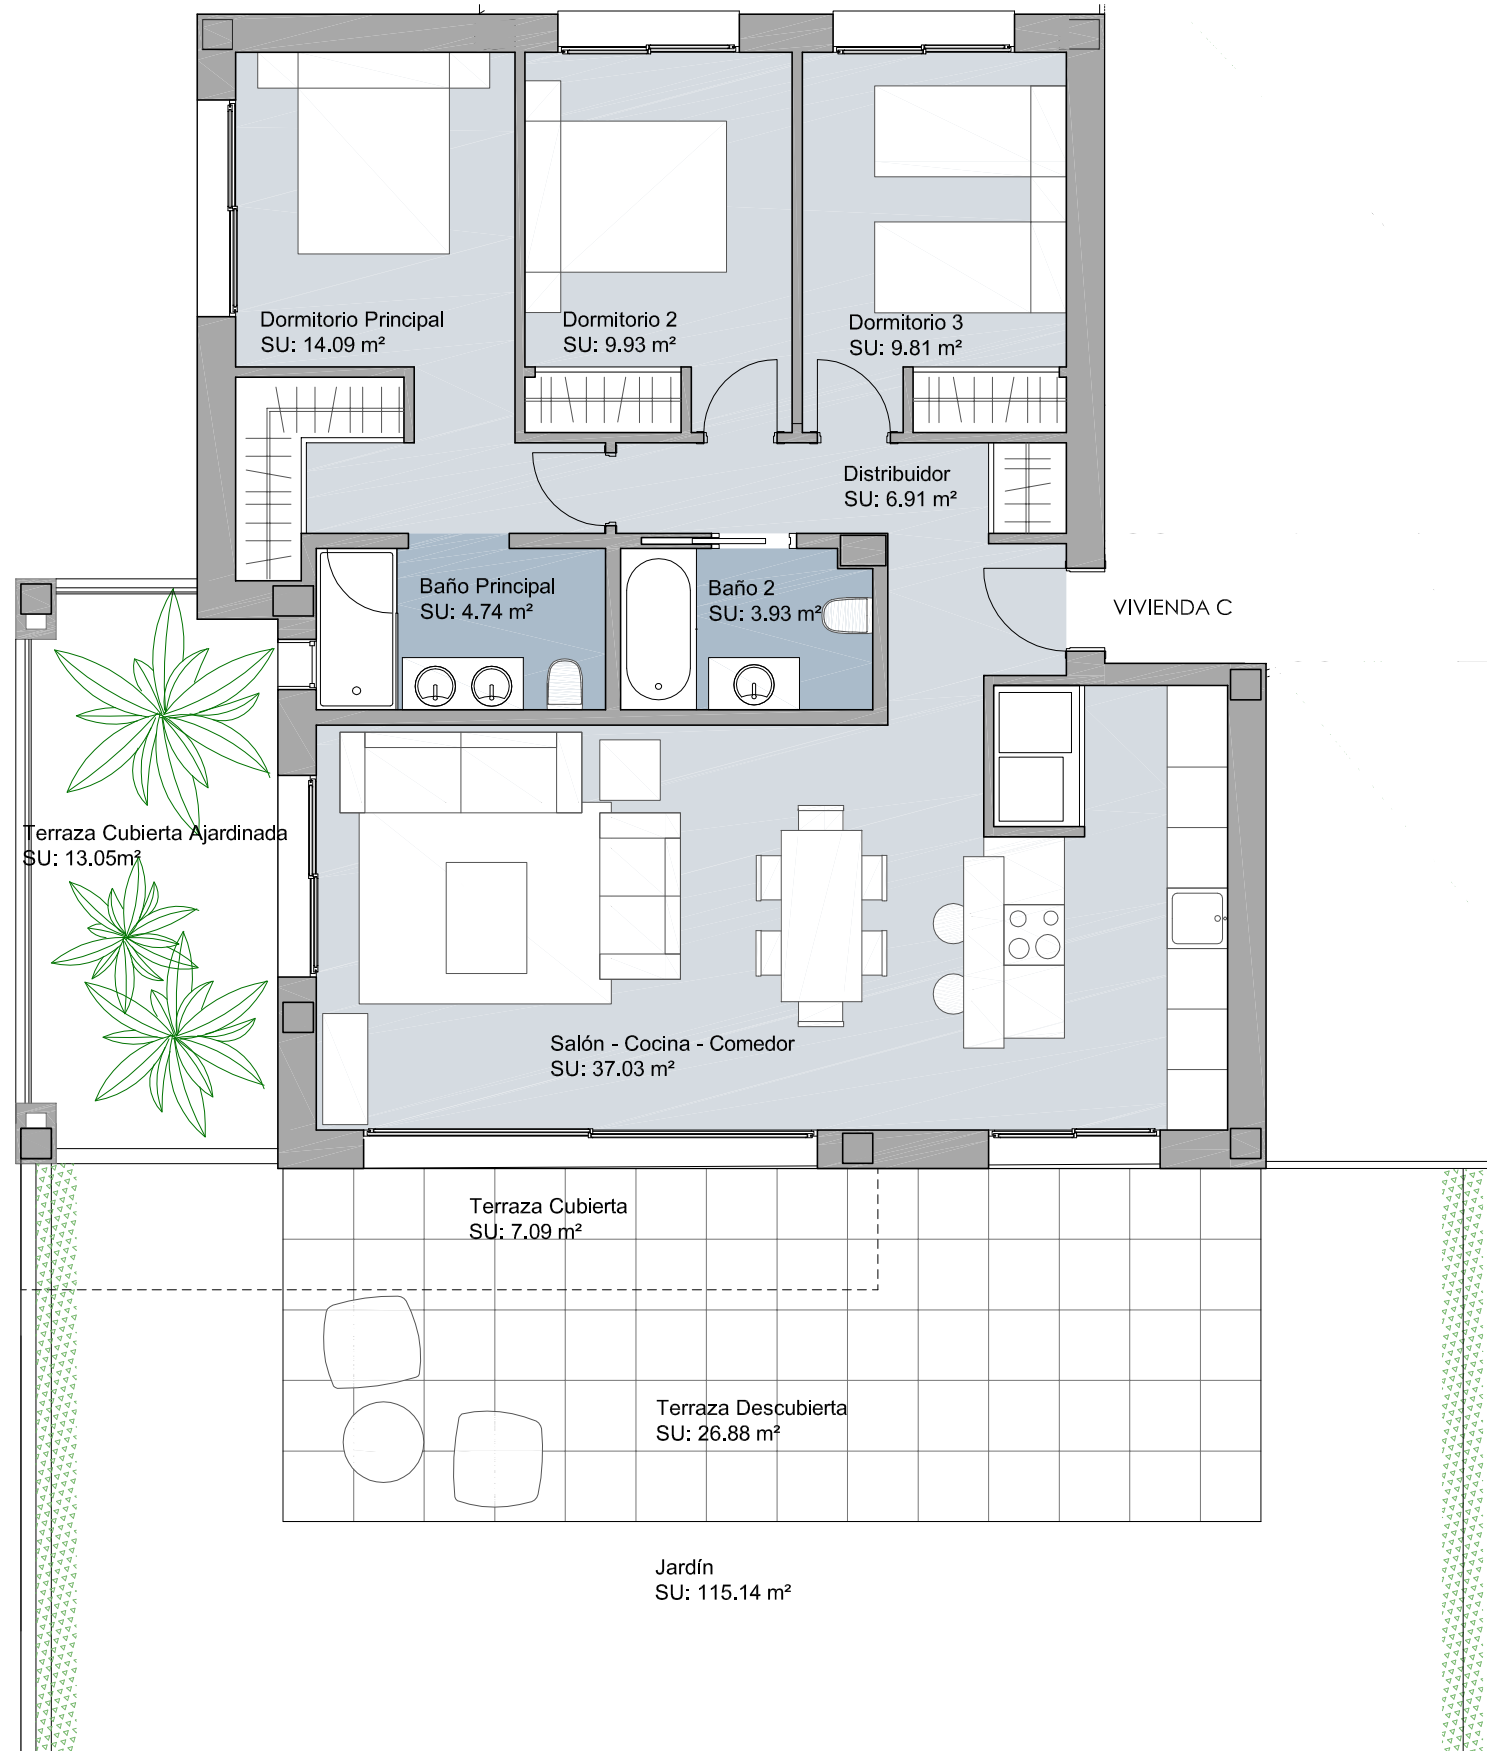 Dormitorio Principal
SU: 14.09 m²
Dormitorio 2
SU: 9.93 m²
Dormitorio 3
SU: 9.81 m²
Distribuidor
SU: 6.91 m²
Baño Principal
SU: 4.74 m²
Baño 2
SU: 3.93 m²
VIVIENDA C
Terraza Cubierta Ajardinada
SU: 13.05m²
Salón - Cocina - Comedor
SU: 37.03 m²
Terraza Cubierta
SU: 7.09 m²
Terraza Descubierta
SU: 26.88 m²
Jardín
SU: 115.14 m²